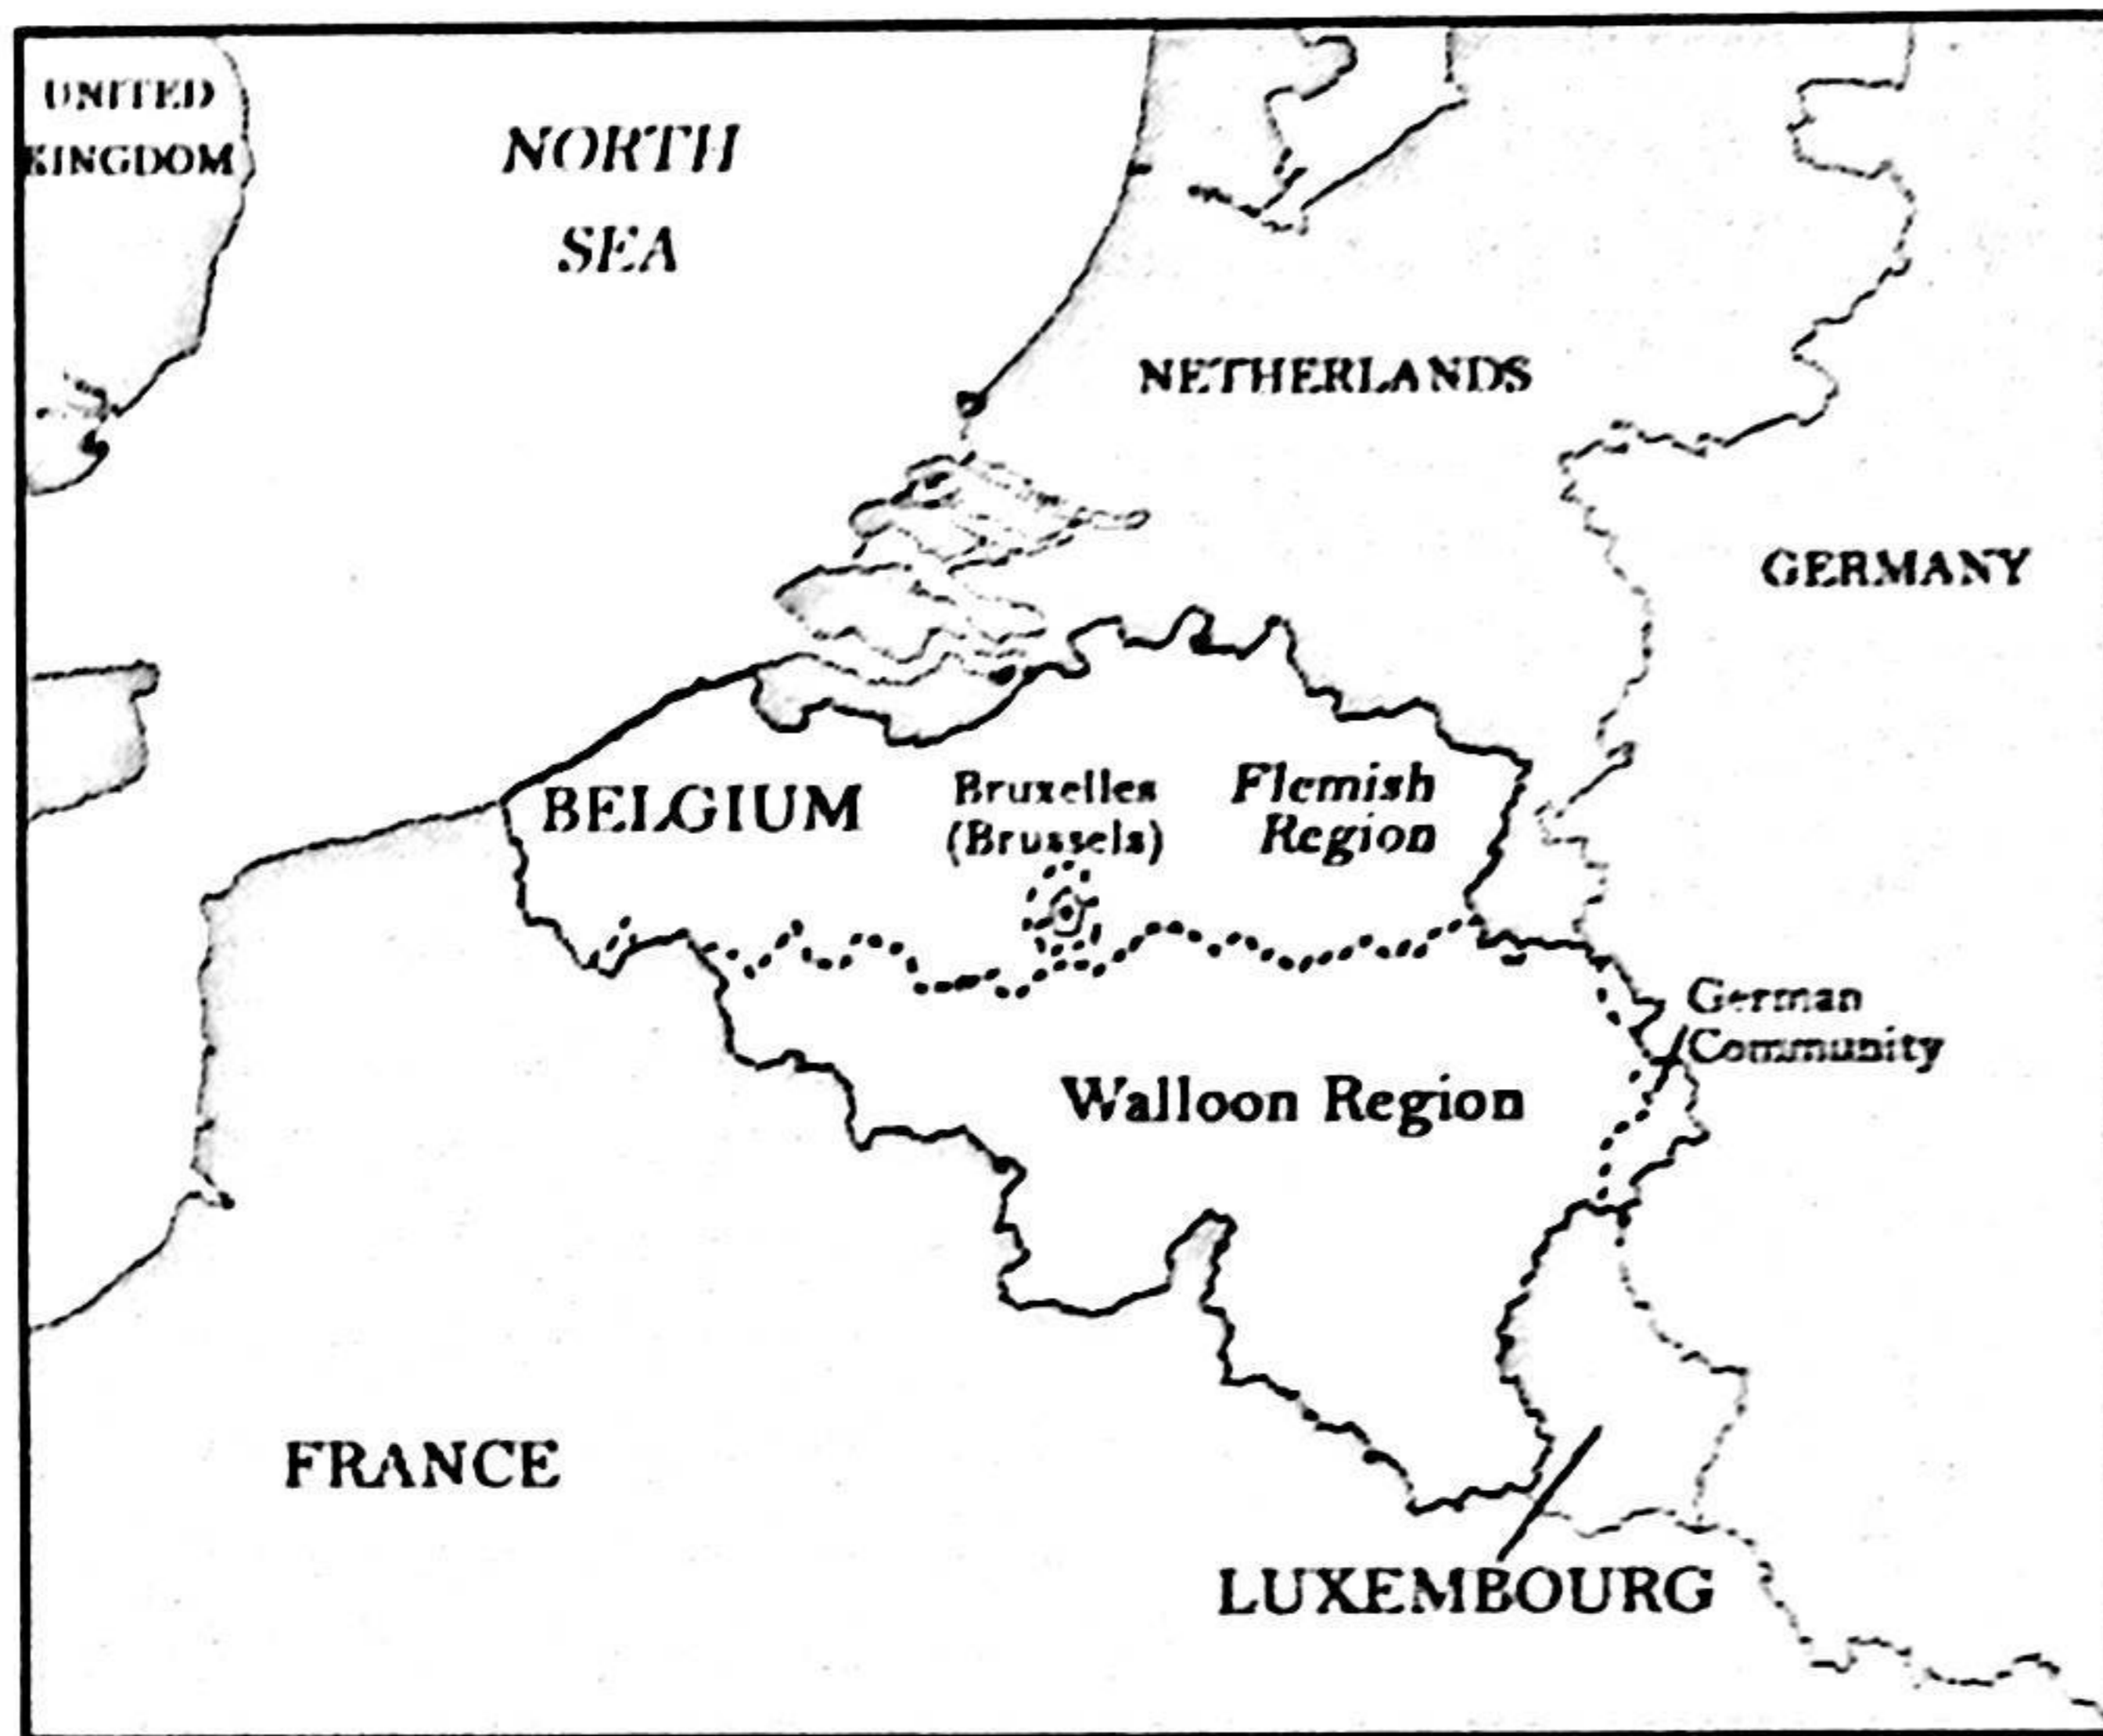 UNITED
KINGDOM
NORTH
SEA
NETHERLANDS
GERMANY
BELGIUM
Bruxelles
(Brussels)
Flemish
Region
German
Community
Walloon Region
FRANCE
LUXEMBOURG